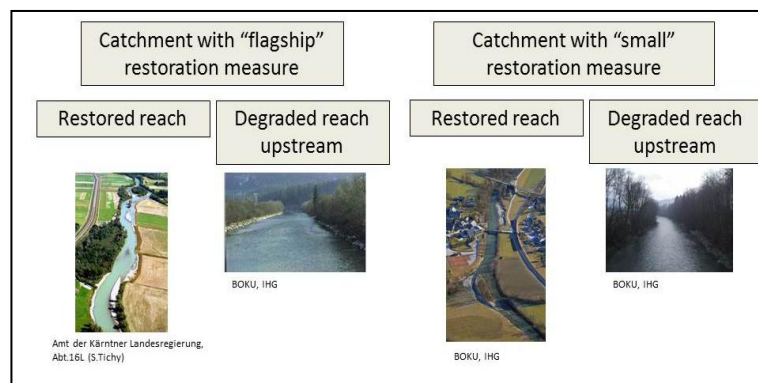 Catchment with “flagship”
restoration measure
Restored reach
Degraded reach
upstream
Amt der Kärntner Landesregierung,
Abt.16L (S.Tichy)
BOKU, IHG
Catchment with “small”
restoration measure
Restored reach
Degraded reach
upstream
BOKU, IHG
BOKU, IHG